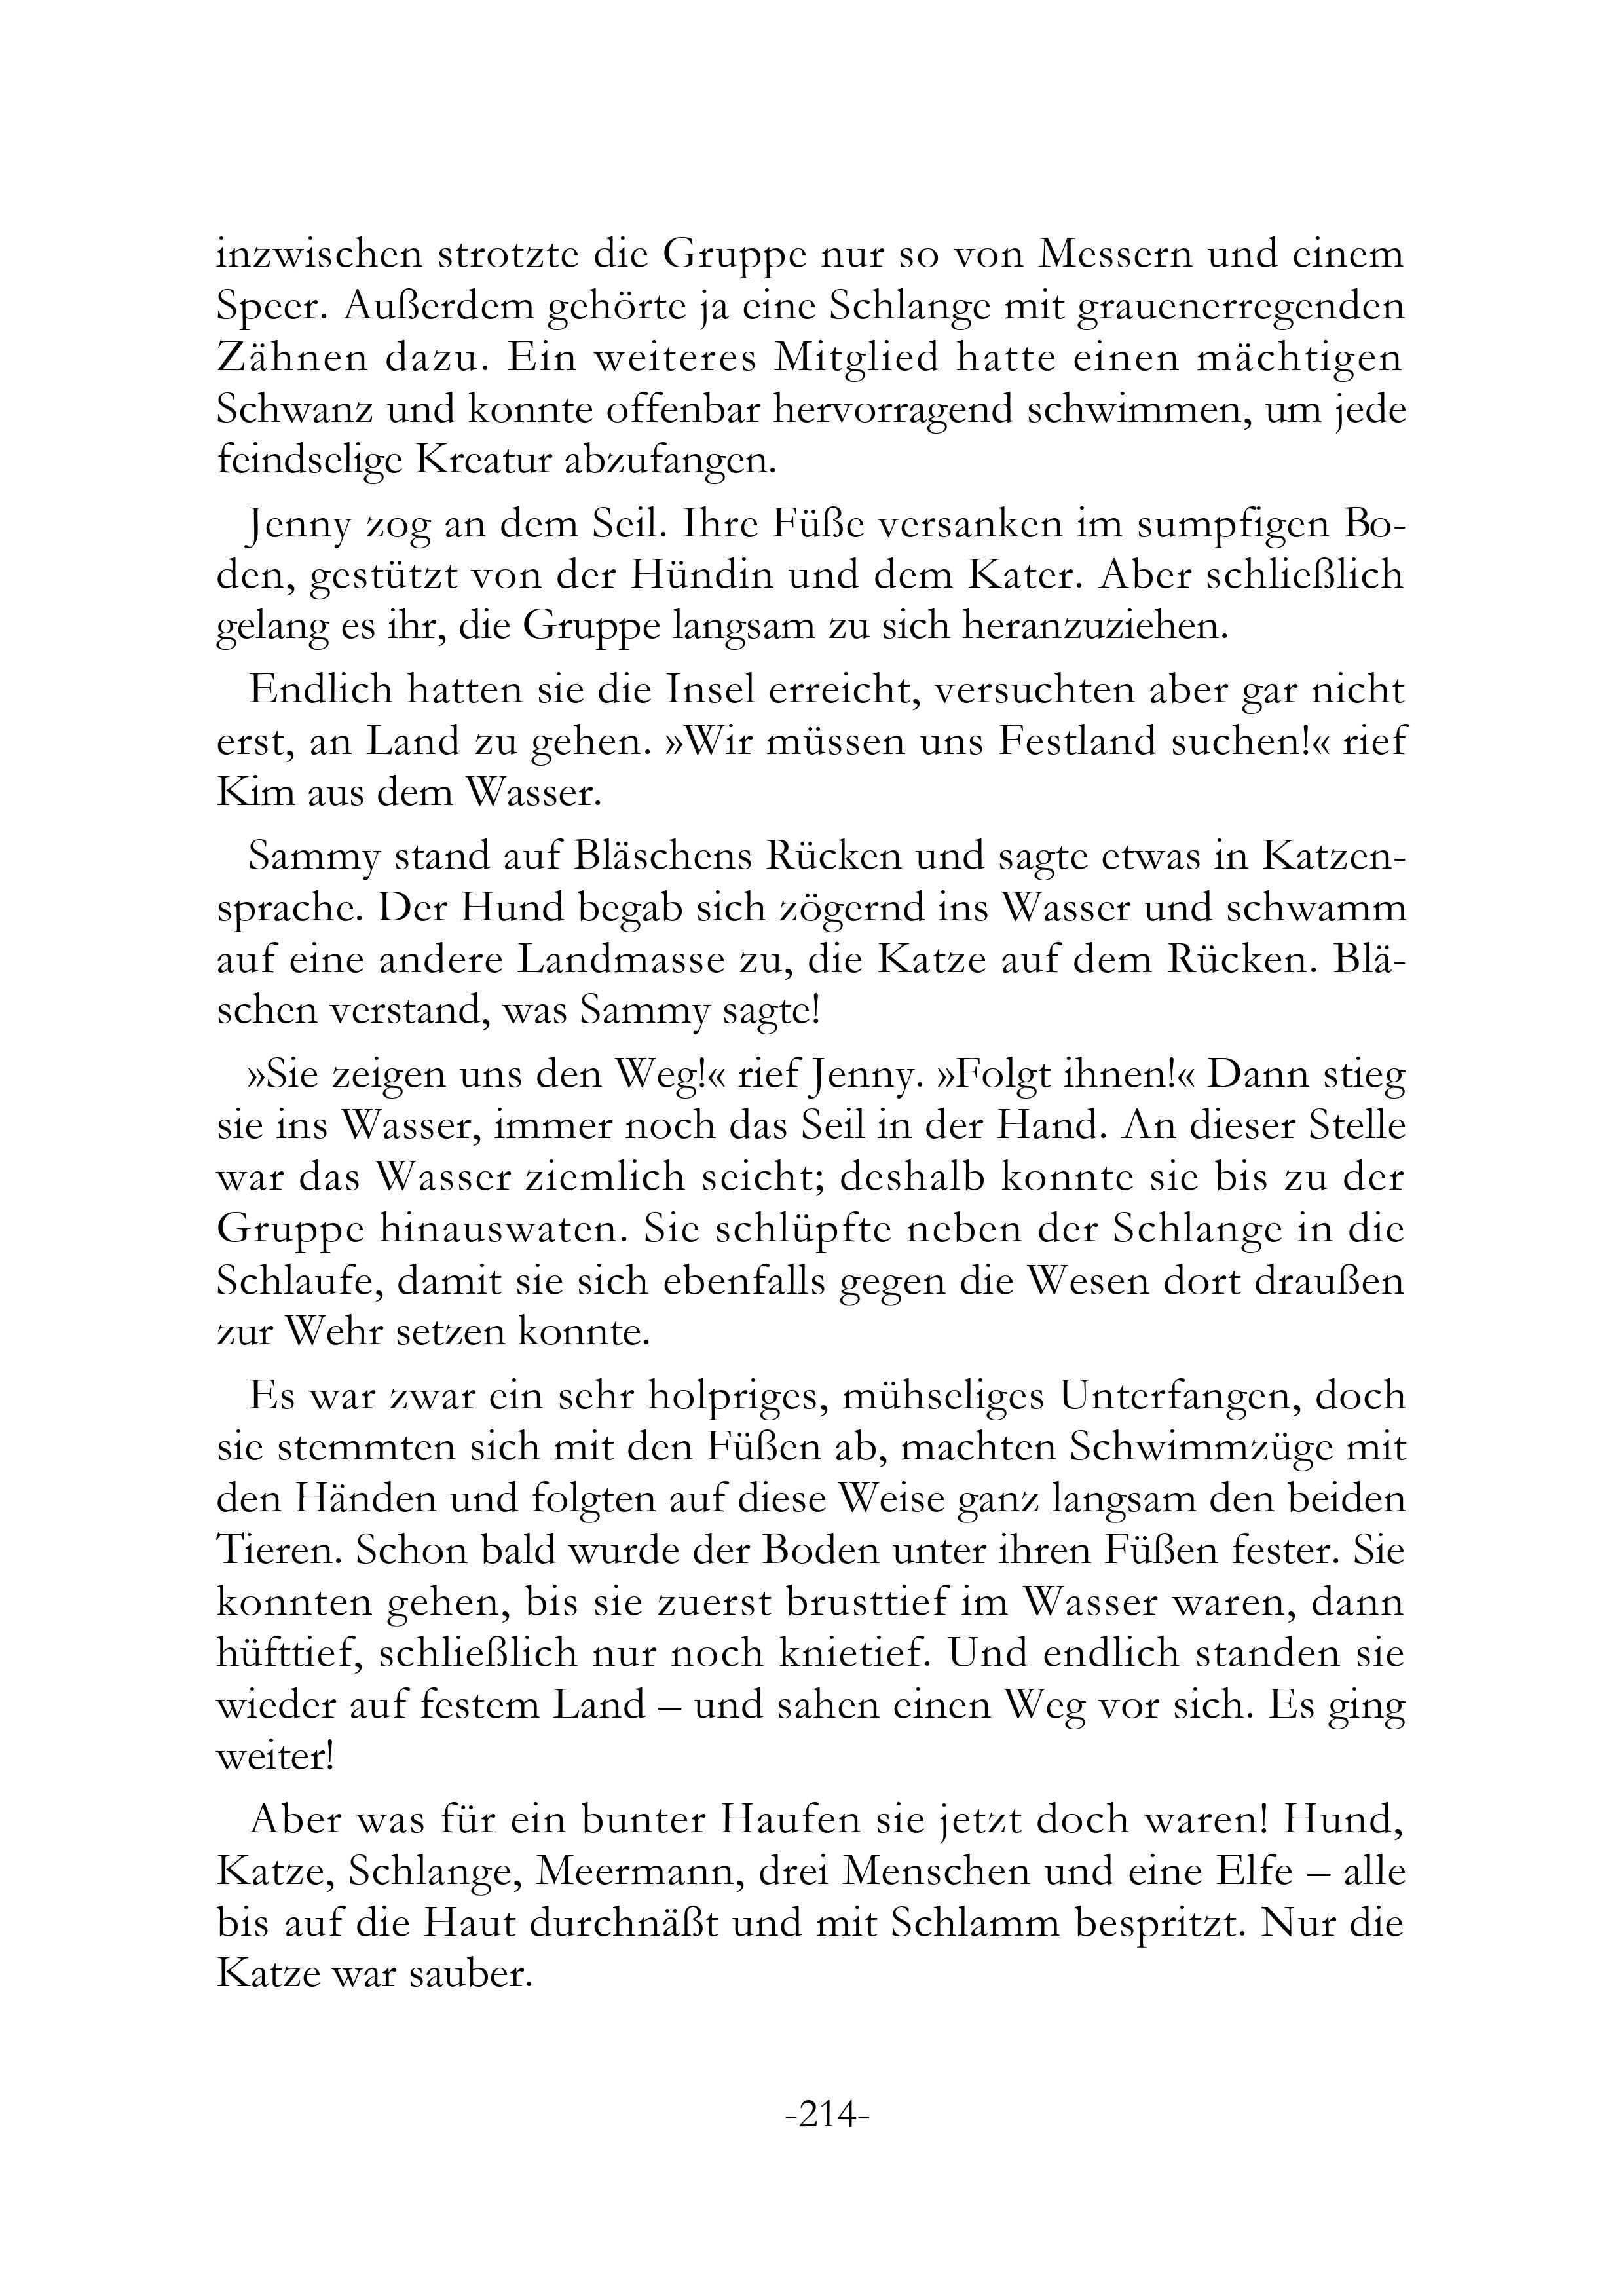 inzwischen strotzte die Gruppe nur so von Messern und einem
Speer. Außerdem gehörte ja eine Schlange mit grauenerregenden
Zähnen dazu. Ein weiteres Mitglied hatte einen mächtigen
Schwanz und konnte offenbar hervorragend schwimmen, um jede
feindselige Kreatur abzufangen.
Jenny zog an dem Seil. Ihre Füße versanken im sumpfigen Bo-
den, gestützt von der Hündin und dem Kater. Aber schließlich
gelang es ihr, die Gruppe langsam zu sich heranzuziehen.
Endlich hatten sie die Insel erreicht, versuchten aber gar nicht
erst, an Land zu gehen. »Wir müssen uns Festland suchen!« rief
Kim aus dem Wasser.
Sammy stand auf Bläschens Rücken und sagte etwas in Katzen-
sprache. Der Hund begab sich zögernd ins Wasser und schwamm
auf eine andere Landmasse zu, die Katze auf dem Rücken. Blä-
schen verstand, was Sammy sagte!
»Sie zeigen uns den Weg!« rief Jenny. »Folgt ihnen!« Dann stieg
sie ins Wasser, immer noch das Seil in der Hand. An dieser Stelle
war das Wasser ziemlich seicht; deshalb konnte sie bis zu der
Gruppe hinauswaten. Sie schlüpfte neben der Schlange in die
Schlaufe, damit sie sich ebenfalls gegen die Wesen dort draußen
zur Wehr setzen konnte.
Es war zwar ein sehr holpriges, mühseliges Unterfangen, doch
sie stemmten sich mit den Füßen ab, machten Schwimmzüge mit
den Händen und folgten auf diese Weise ganz langsam den beiden
Tieren. Schon bald wurde der Boden unter ihren Füßen fester. Sie
konnten gehen, bis sie zuerst brusttief im Wasser waren, dann
hüfttief, schließlich nur noch knietief. Und endlich standen sie
wieder auf festem Land – und sahen einen Weg vor sich. Es ging
weiter!
Aber was für ein bunter Haufen sie jetzt doch waren! Hund,
Katze, Schlange, Meermann, drei Menschen und eine Elfe – alle
bis auf die Haut durchnäßt und mit Schlamm bespritzt. Nur die
Katze war sauber.
-214-